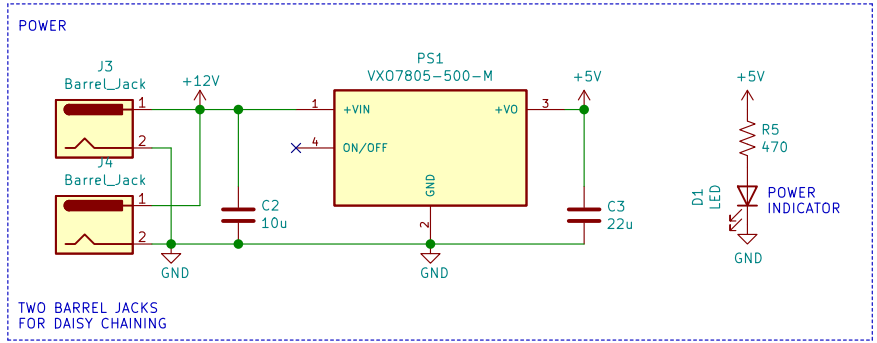 POWER
J3
Barrel_Jack
1
2
+12V
PS1
VXO7805-500-M
1
+VIN
+VO
3
4
ON/OFF
GND
2
+5V
+5V
R5
470
J4
Barrel_Jack
1
2
C2
10u
C3
22u
D1
LED
POWER
INDICATOR
GND
GND
GND
TWO BARREL JACKS
FOR DAISY CHAINING